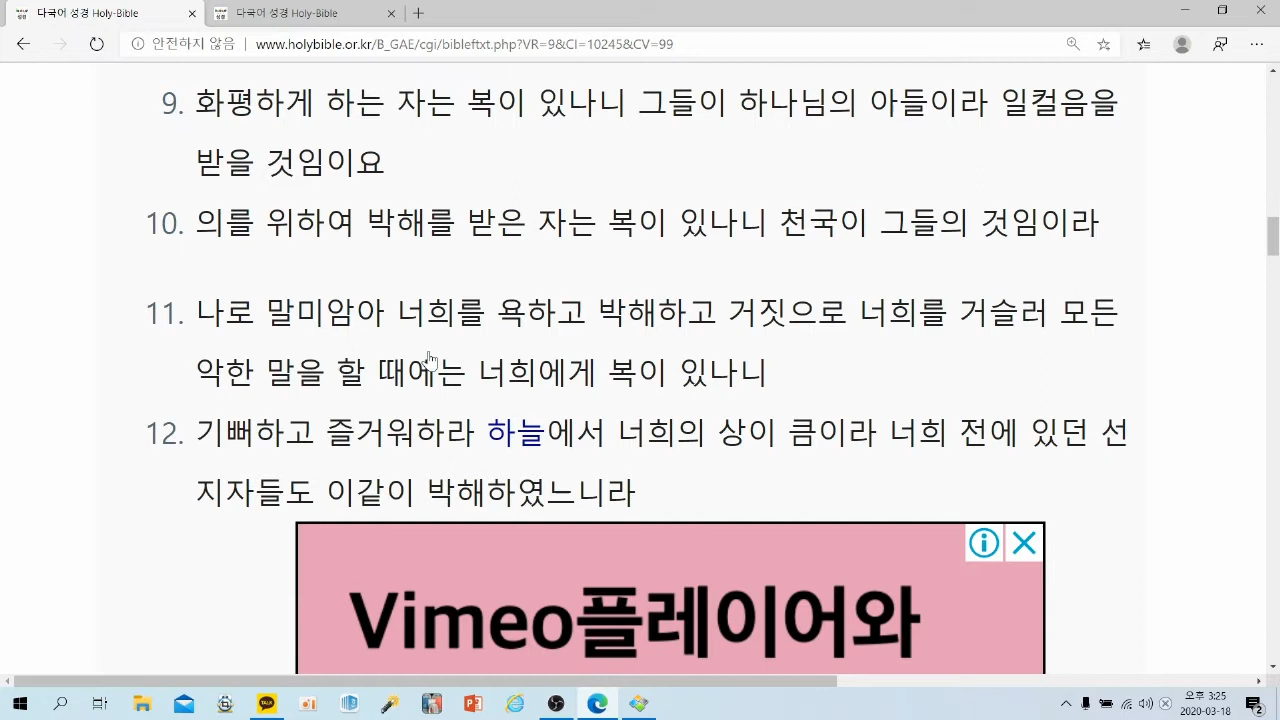 다국어 성경 Holy-Bible
다국어 성경 Holy-Bible
안전하지 않음
www.holybible.or.kr/B_GAE/cgi/bibleftxt.php?VR=9&CI=10245&CV=99
9. 화평하게 하는 자는 복이 있나니 그들이 하나님의 아들이라 일컬음을
받을 것임이요
10. 의를 위하여 박해를 받은 자는 복이 있나니 천국이 그들의 것임이라
11. 나로 말미암아 너희를 욕하고 박해하고 거짓으로 너희를 거슬러 모든
악한 말을 할 때에는 너희에게 복이 있나니
12. 기뻐하고 즐거워하라 하늘에서 너희의 상이 큼이라 너희 전에 있던 선
지자들도 이같이 박해하였느니라
Vimeo플레이어와
TALK
오후 3:25
2020-03-18
2